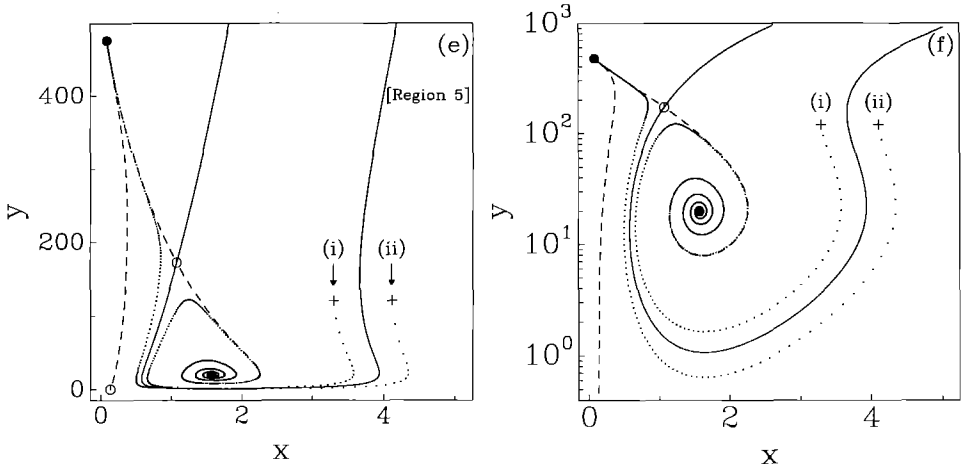 (e)
[Region 5]
(i) (ii)
400
200
0
y
0 2 4
x
(f)
(i) (ii)
10³
10²
10¹
10⁰
y
0 2 4
x